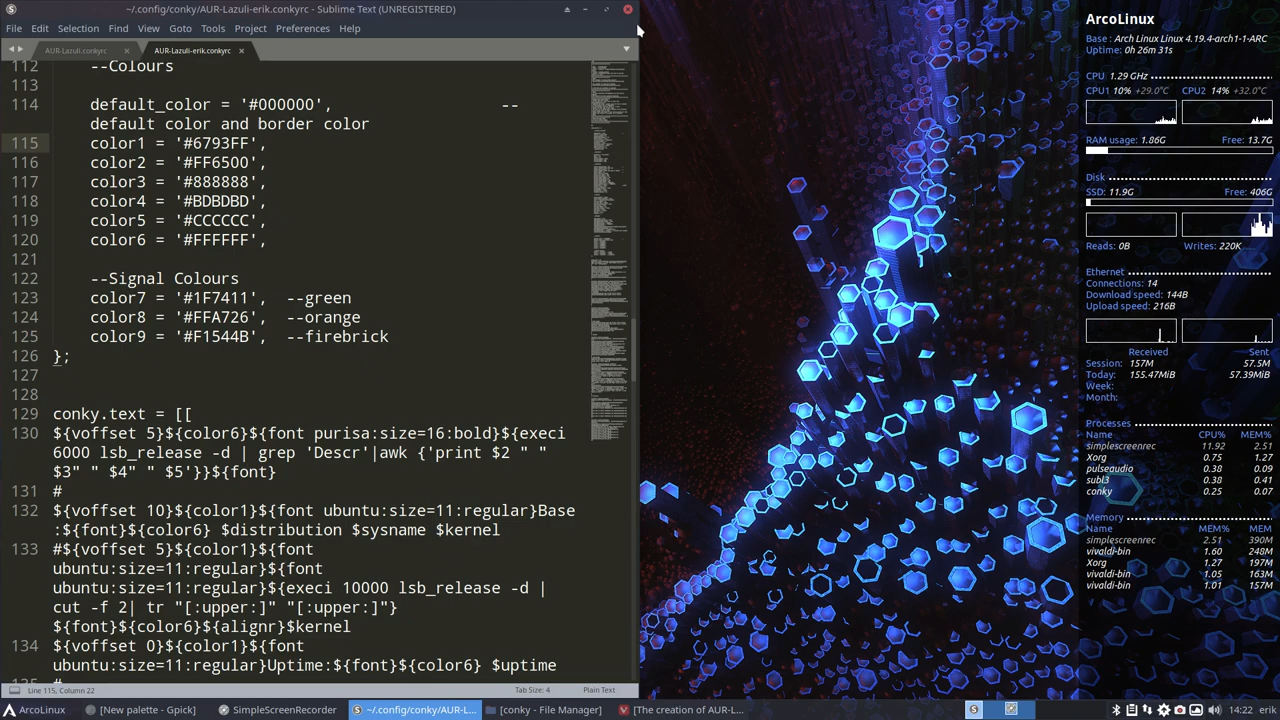 ~/.config/conky/AUR-Lazuli-erik.conkyrc - Sublime Text (UNREGISTERED)
File Edit Selection Find View Goto Tools Project Preferences Help
AUR-Lazuli.conkyrc × AUR-Lazuli-erik.conkyrc ×
112 --Colours
113
114 default_color = '#000000' --
default color and border color
115 color1 = '#6793FF',
116 color2 = '#FF6500',
117 color3 = '#888888',
118 color4 = '#BDBDBD',
119 color5 = '#CCCCCC',
120 color6 = '#FFFFFF',
121
122 --Signal Colours
123 color7 = '#1F7411', --green
124 color8 = '#FFA726', --orange
125 color9 = '#F1544B', --firebrick
126 };
127
128
129 conky.text = [[
130 ${color6}${font pursa:size=16:bold}${execi
6000 lsb_release -d | grep 'Descr'|awk {'print $2 " "
$3" " $4" " $5'}}${font}
131 #
132 ${voffset 10}${color1}${font ubuntu:size=11:regular}Base
:${font}${color6} $distribution $sysname $kernel
133 #${voffset 5}${color1}${font
ubuntu:size=11:regular}${font
ubuntu:size=11:regular}${execi 10000 lsb_release -d |
cut -f 2| tr "[:upper:]" "[:upper:]"}
${font}${color6}${alignr}$kernel
134 ${voffset 0}${color1}${font
ubuntu:size=11:regular}Uptime:${font}${color6} $uptime
Line 115, Column 22 Tab Size: 4 Plain Text
ArcoLinux
Base : Arch Linux Linux 4.19.4-arch1-1-ARC
Uptime: 0h 26m 31s
CPU 1.26GHz
CPU1 10% +29.0°C CPU2 14% +32.0°C
RAM usage: 1.86G Free: 13.7G
Disk
SSD: 11.9G Free: 406G
Reads: 0B Writes: 220K
Ethernet
Connections: 14
Download speed: 144B
Upload speed: 216B
Received Sent
Session: 157M 57.5M
Today: 155.47MiB 57.39MiB
Week:
Month:
Processes
Name CPU% MEM%
simplescreenrec 11.92 2.51
Xorg 0.75 1.27
pulseaudio 0.38 0.09
subl3 0.38 0.41
conky 0.25 0.07
Memory
Name MEM% MEM
simplescreenrec 2.51 390M
vivaldi-bin 1.60 248M
Xorg 1.27 197M
vivaldi-bin 1.05 163M
vivaldi-bin 1.01 157M
ArcoLinux [New palette - Gpick] SimpleScreenRecorder ~/.config/conky/AUR-L... [conky - File Manager] [The creation of AUR-L... 14:22 erik